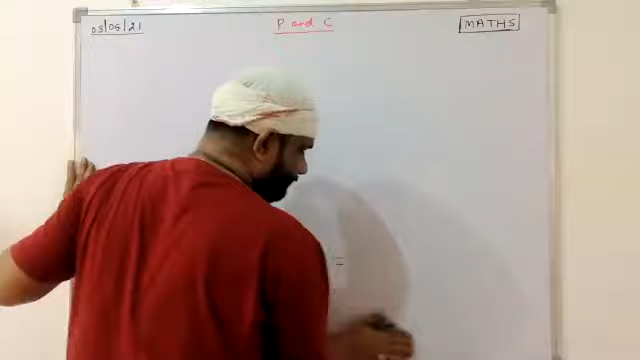 08/05/21
P and C
MATHS
=